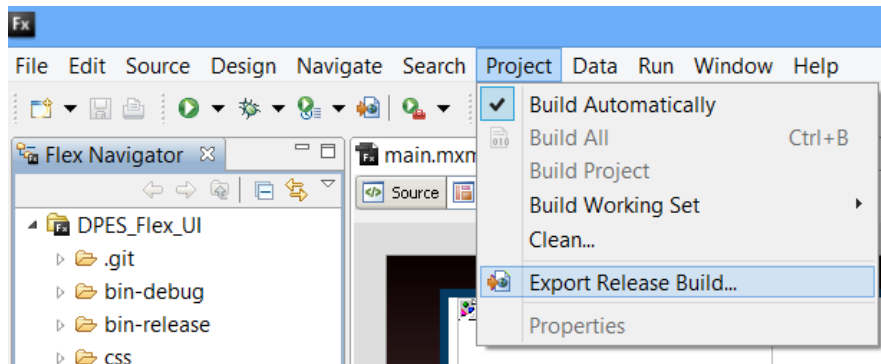 Fx
File Edit Source Design Navigate Search Project Data Run Window Help
Build Automatically
Build All Ctrl+B
Build Project
Build Working Set
Clean...
Export Release Build...
Properties
Flex Navigator
main.mxm
Source
DPES_Flex_UI
.git
bin-debug
bin-release
css